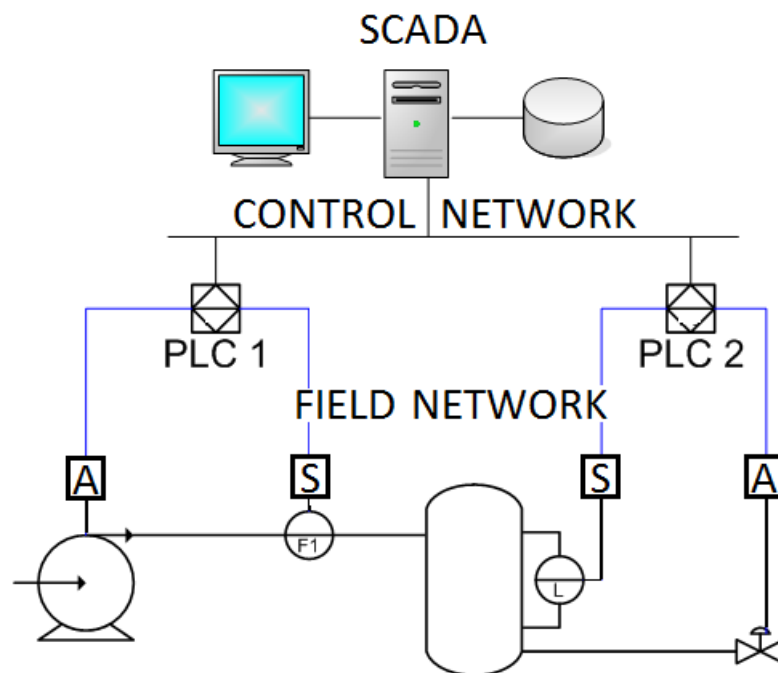 SCADA
CONTROL NETWORK
PLC 1
PLC 2
FIELD NETWORK
A
S
S
A
F1
L